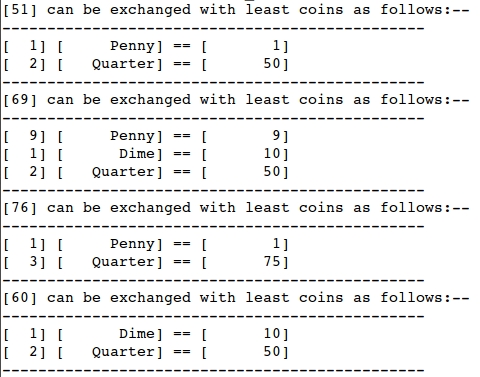 [51] can be exchanged with least coins as follows:--
-----------------------------------------------
[  1] [     Penny] == [       1]
[  2] [   Quarter] == [      50]
-----------------------------------------------
[69] can be exchanged with least coins as follows:--
-----------------------------------------------
[  9] [     Penny] == [       9]
[  1] [      Dime] == [      10]
[  2] [   Quarter] == [      50]
-----------------------------------------------
[76] can be exchanged with least coins as follows:--
-----------------------------------------------
[  1] [     Penny] == [       1]
[  3] [   Quarter] == [      75]
-----------------------------------------------
[60] can be exchanged with least coins as follows:--
-----------------------------------------------
[  1] [      Dime] == [      10]
[  2] [   Quarter] == [      50]
-----------------------------------------------